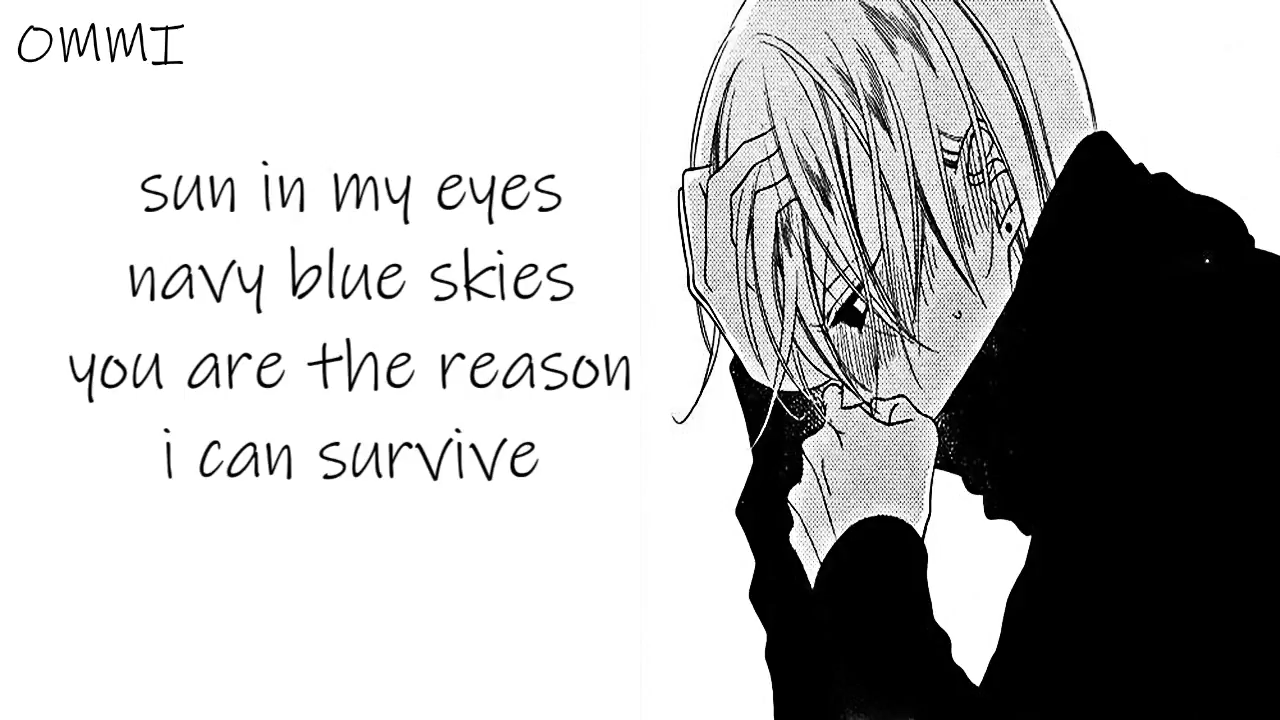 OMMI
sun in my eyes
navy blue skies
you are the reason
i can survive